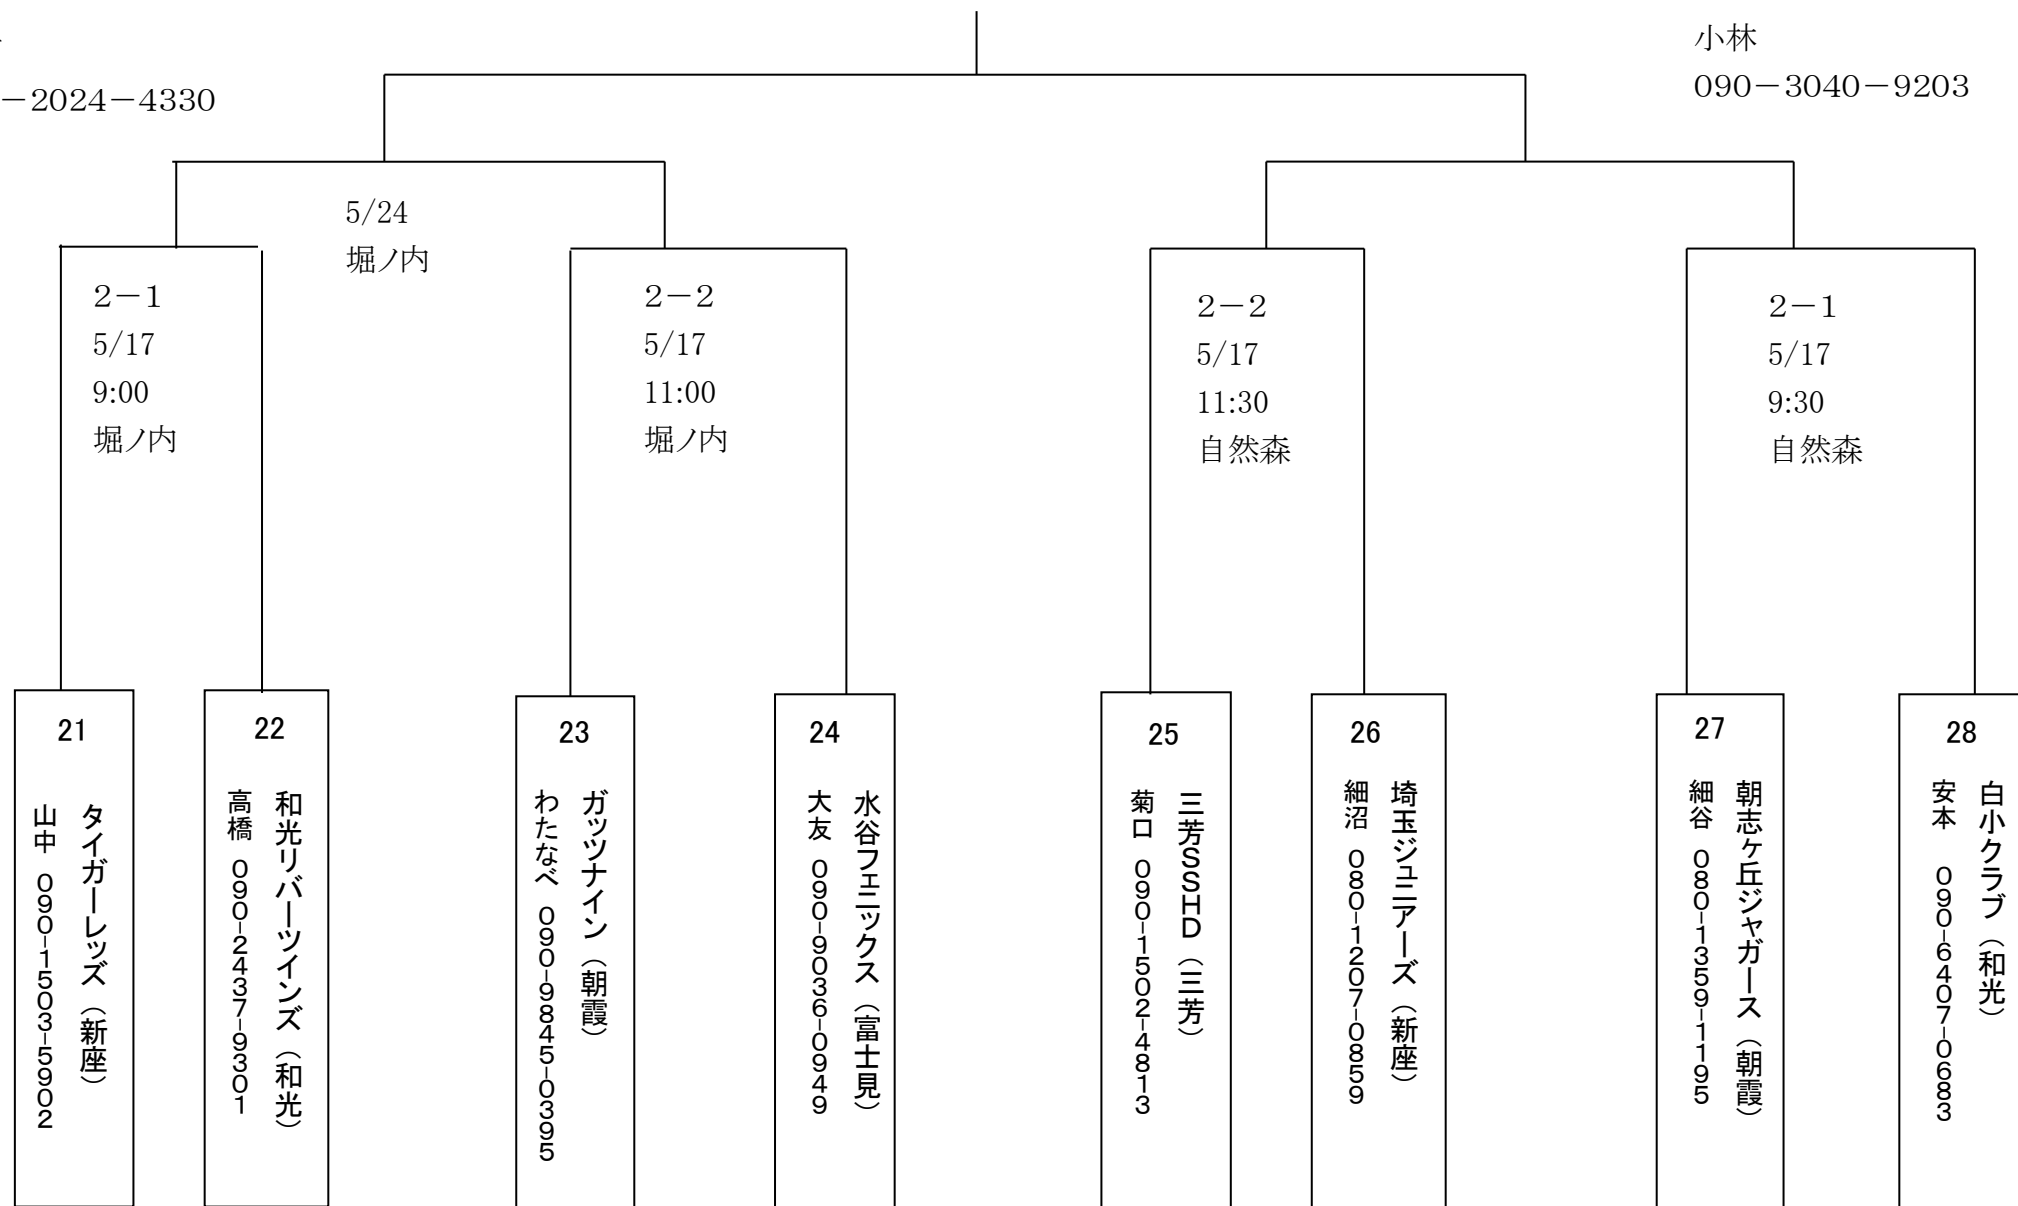 小林
090－3040－9203
－2024－4330
5/24
堀ノ内
２－１
5/17
9:00
堀ノ内
２－２
5/17
11:00
堀ノ内
２－２
5/17
11:30
自然森
２－１
5/17
9:30
自然森
21
タイガーレッズ（新座）
山中 090-1503-5902
22
和光リバーツインズ（和光）
高橋 090-2437-9301
23
ガッツナイン（朝霞）
わたなべ 090-9845-0395
24
水谷フェニックス（富士見）
大友 090-9036-0949
25
三芳SSHD（三芳）
菊口 090-1502-4813
26
埼玉ジュニアーズ（新座）
細沼 080-1207-0859
27
朝志ヶ丘ジャガース（朝霞）
細谷 080-1359-1195
28
白小クラブ（和光）
安本 090-6407-0683